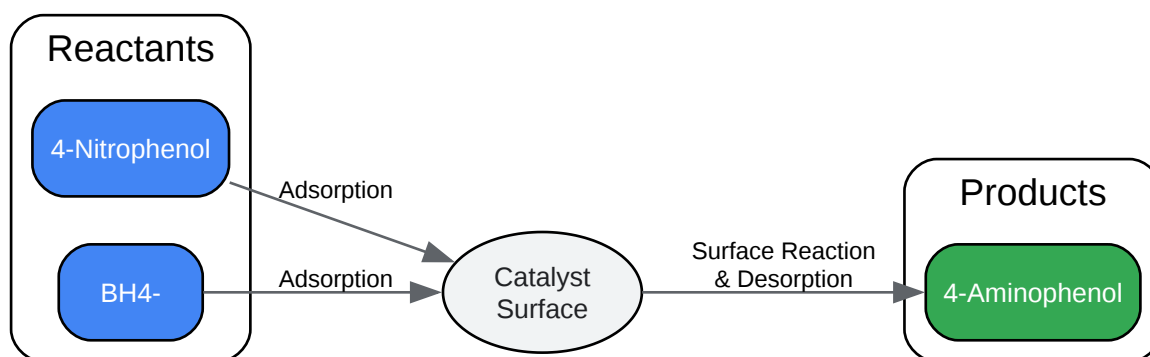 Reactants
4-Nitrophenol
BH4-
Adsorption
Adsorption
Catalyst
Surface
Surface Reaction
& Desorption
Products
4-Aminophenol